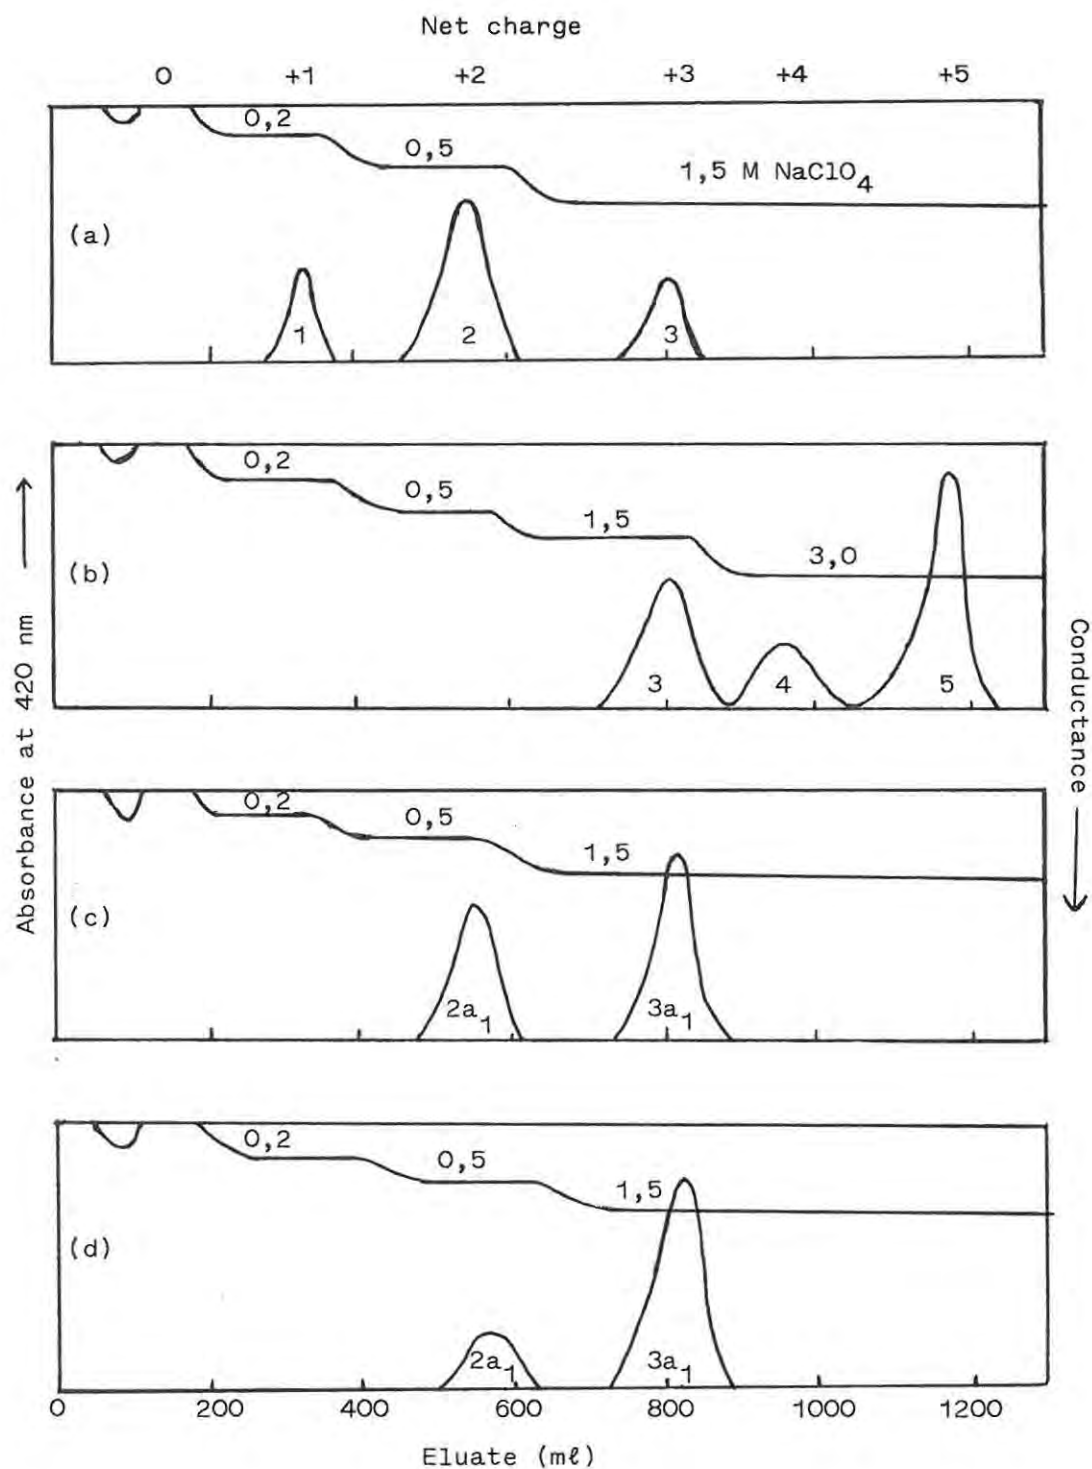 Net charge
0 +1 +2 +3 +4 +5
0,2
0,5
1,5 M NaClO4
(a)
1 2 3
0,2
0,5
1,5
3,0
(b)
3 4 5
Absorbance at 420 nm
Conductance
0,2
0,5
1,5
(c)
2a1 3a1
0,2
0,5
1,5
(d)
2a1 3a1
0 200 400 600 800 1000 1200
Eluate (mℓ)